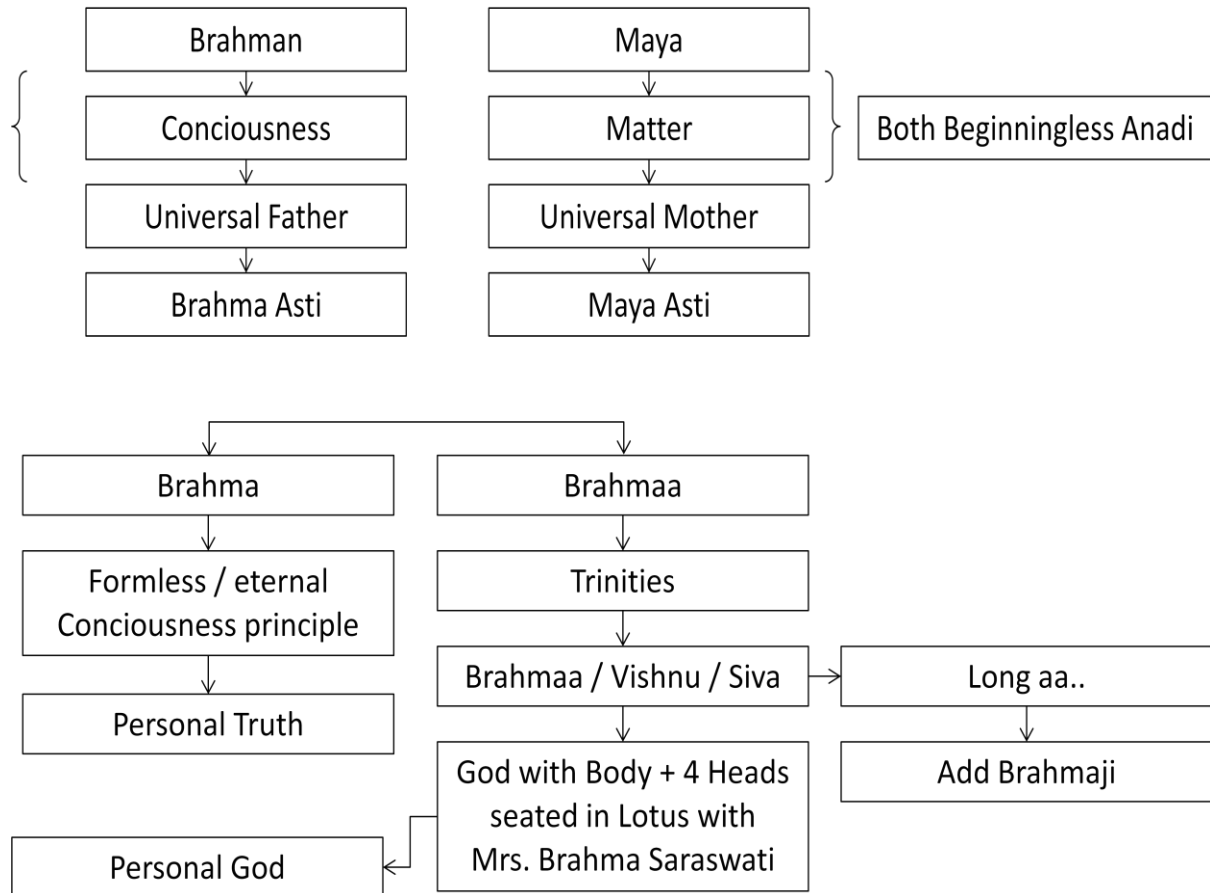 Brahman
Maya
Conciousness
Matter
Both Beginningless Anadi
Universal Father
Universal Mother
Brahma Asti
Maya Asti
Brahma
Brahmaa
Formless / eternal
Conciousness principle
Trinities
Personal Truth
Brahmaa / Vishnu / Siva
Long aa..
God with Body + 4 Heads
seated in Lotus with
Mrs. Brahma Saraswati
Add Brahmaji
Personal God